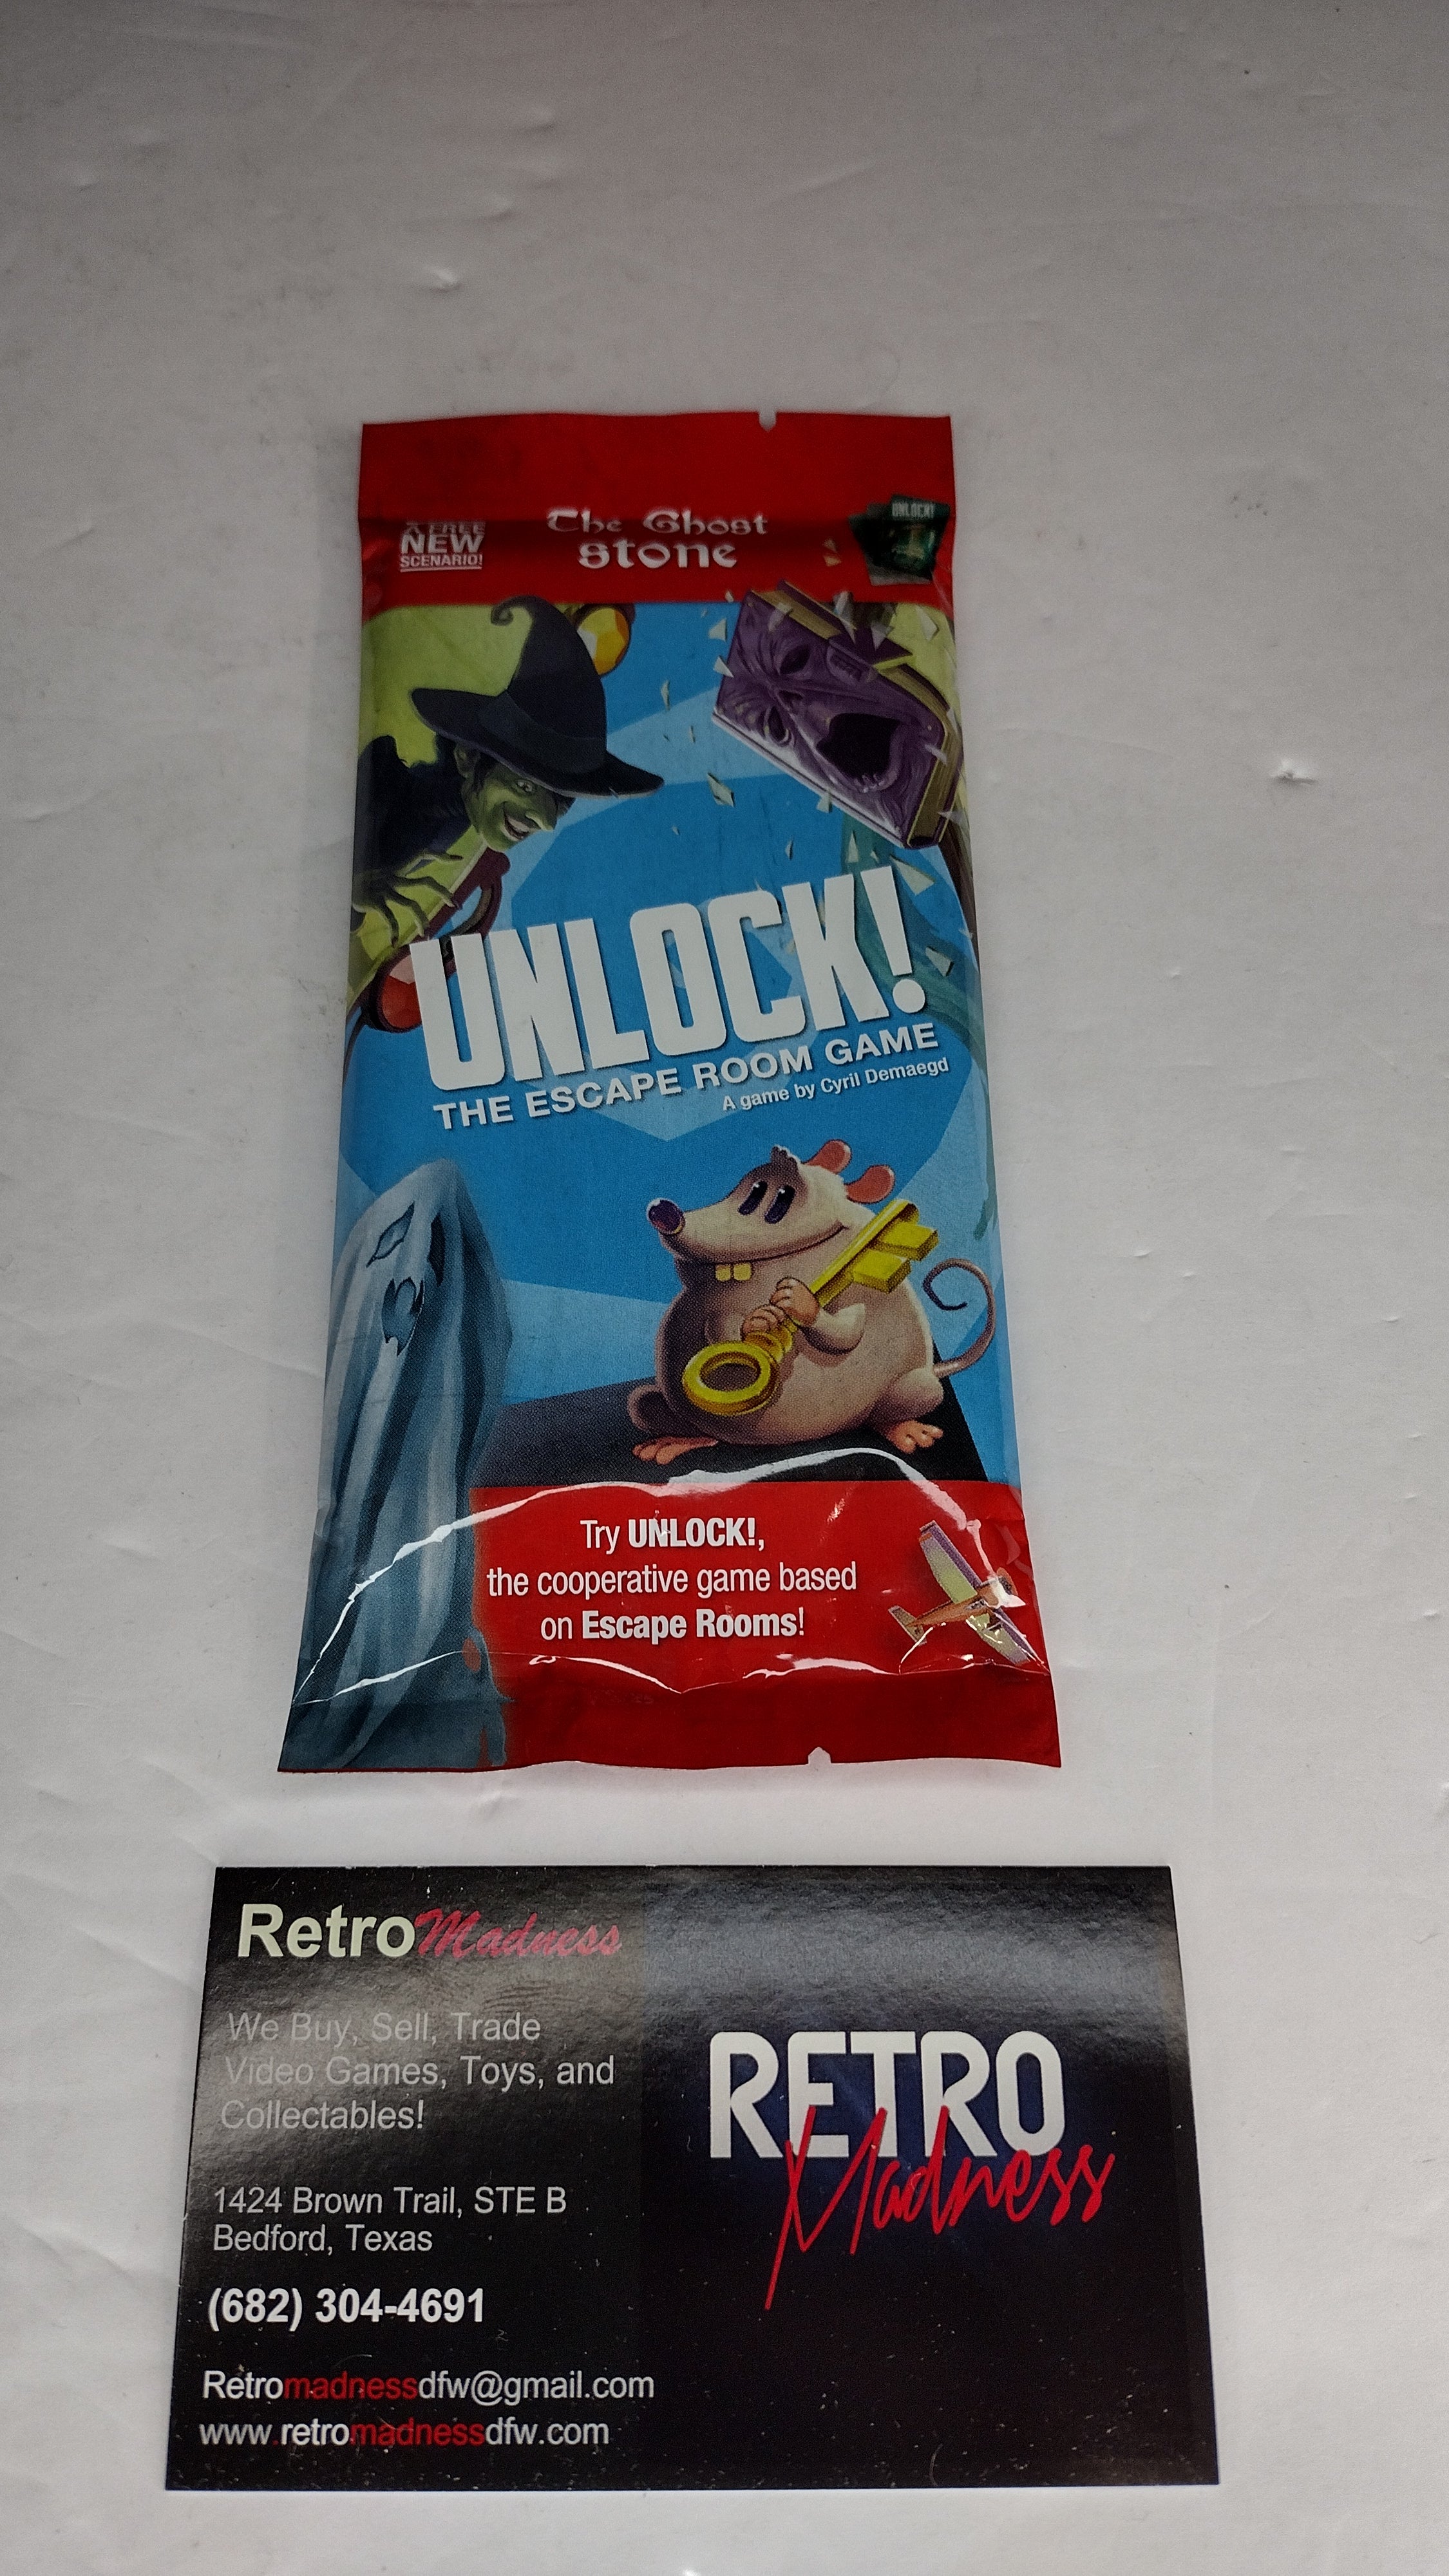 A FREE
NEW
SCENARIO!
The Ghost
stone
UNLOCK!
UNLOCK!
THE ESCAPE ROOM GAME
A game by Cyril Demaegd
Try UNLOCK!,
the cooperative game based
on Escape Rooms!
RetroMadness
We Buy, Sell, Trade
Video Games, Toys, and
Collectables!
1424 Brown Trail, STE B
Bedford, Texas
(682) 304-4691
Retromadnessdfw@gmail.com
www.retromadnessdfw.com
RETRO
Madness